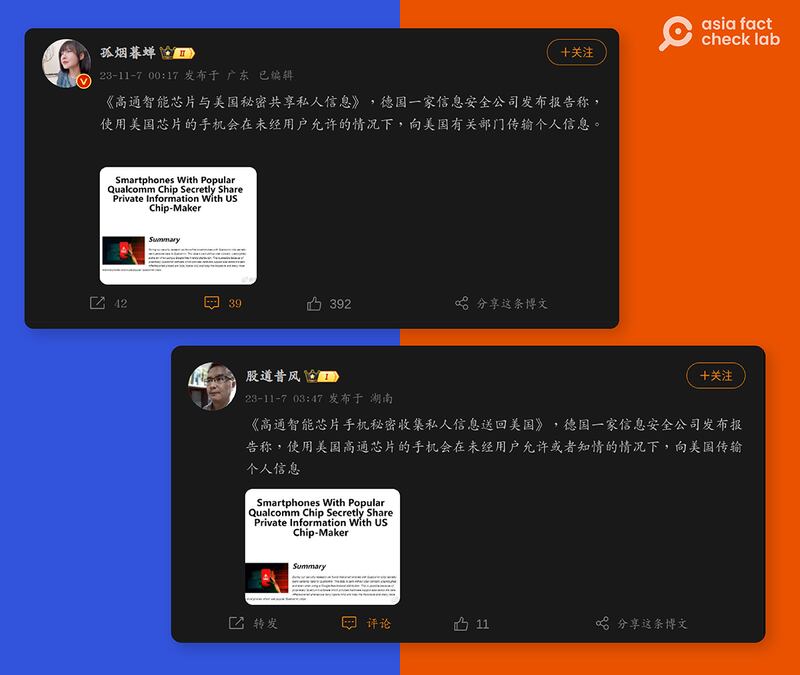 asia fact
check lab
孤烟暮蝉 II
+关注
23-11-7 00:17 发布于 广东 已编辑
《高通智能芯片与美国秘密共享私人信息》，德国一家信息安全公司发布报告称，
使用美国芯片的手机会在未经用户允许的情况下，向美国有关部门传输个人信息。
Smartphones With Popular
Qualcomm Chip Secretly Share
Private Information With US
Chip-Maker
Summary
42
39
392
分享这条博文
股道昔风 I
+关注
23-11-7 03:47 发布于 湖南
《高通智能芯片手机秘密收集私人信息送回美国》，德国一家信息安全公司发布报
告称，使用美国高通芯片的手机会在未经用户允许或者知情的情况下，向美国传输
个人信息
Smartphones With Popular
Qualcomm Chip Secretly Share
Private Information With US
Chip-Maker
Summary
转发
评论
11
分享这条博文